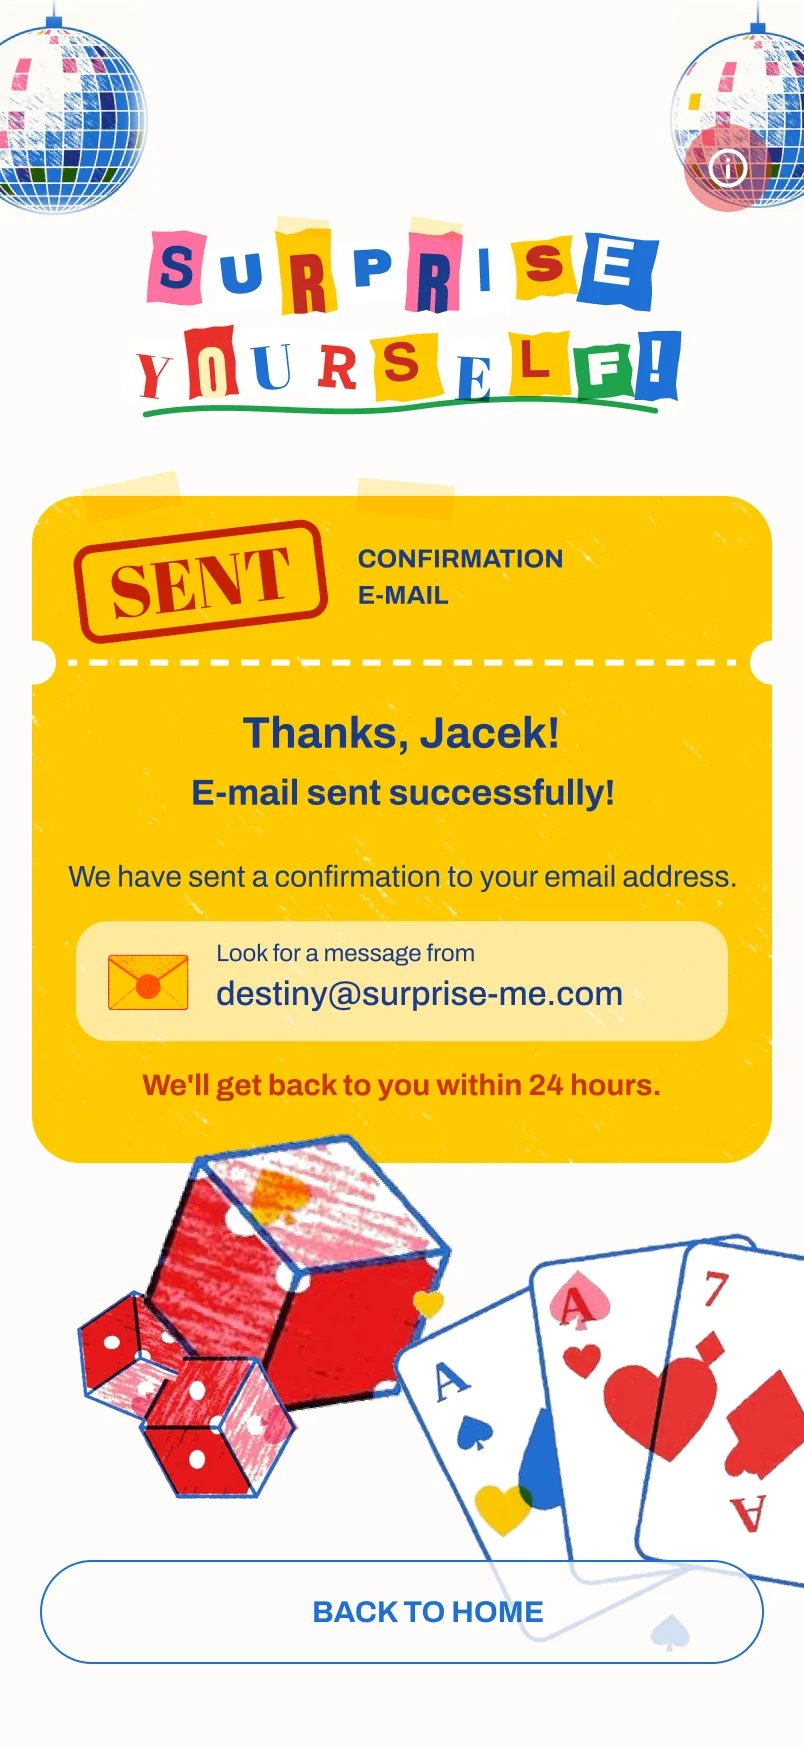 SURPRISE
YOURSELF!
SENT
CONFIRMATION
E-MAIL
Thanks, Jacek!
E-mail sent successfully!
We have sent a confirmation to your email address.
Look for a message from
destiny@surprise-me.com
We'll get back to you within 24 hours.
A
A
7
A
BACK TO HOME